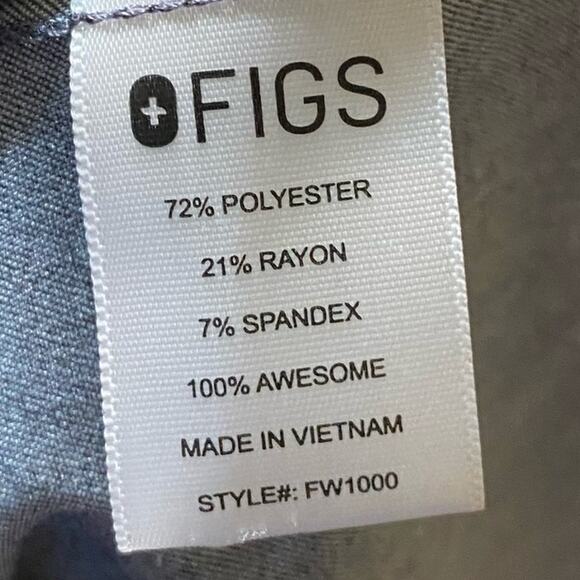 FIGS
72% POLYESTER
21% RAYON
7% SPANDEX
100% AWESOME
MADE IN VIETNAM
STYLE#: FW1000